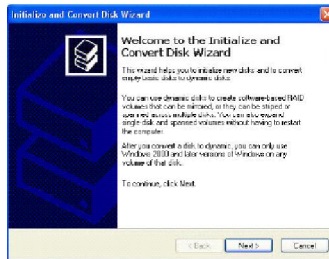 Initialize and Convert Disk Wizard
Welcome to the Initialize and
Convert Disk Wizard
This wizard helps you to initialize new disks and to convert
empty basic disks to dynamic disks.
You can use dynamic disks to create software-based RAID
volumes that can be mirrored, or they can be striped or
spanned across multiple disks. You can also expand
single disk and spanned volumes without having to restart
the computer.
After you convert a disk to dynamic, you can only use
Windows 2000 and later versions of Windows on any
volume of that disk.
To continue, click Next.
< Back
Next >
Cancel